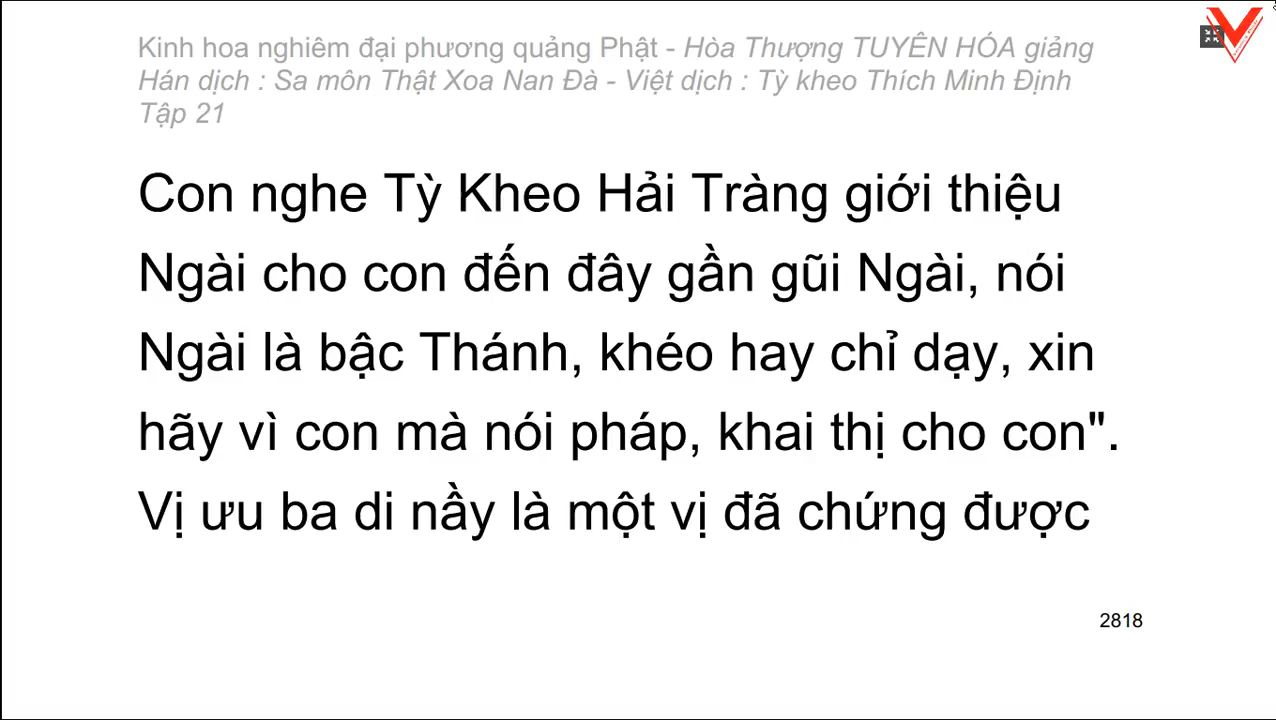 Kinh hoa nghiêm đại phương quảng Phật - Hòa Thượng TUYÊN HÓA giảng
Hán dịch : Sa môn Thật Xoa Nan Đà - Việt dịch : Tỳ kheo Thích Minh Định
Tập 21
Con nghe Tỳ Kheo Hải Tràng giới thiệu
Ngài cho con đến đây gần gũi Ngài, nói
Ngài là bậc Thánh, khéo hay chỉ dạy, xin
hãy vì con mà nói pháp, khai thị cho con".
Vị ưu ba di nầy là một vị đã chứng được
2818